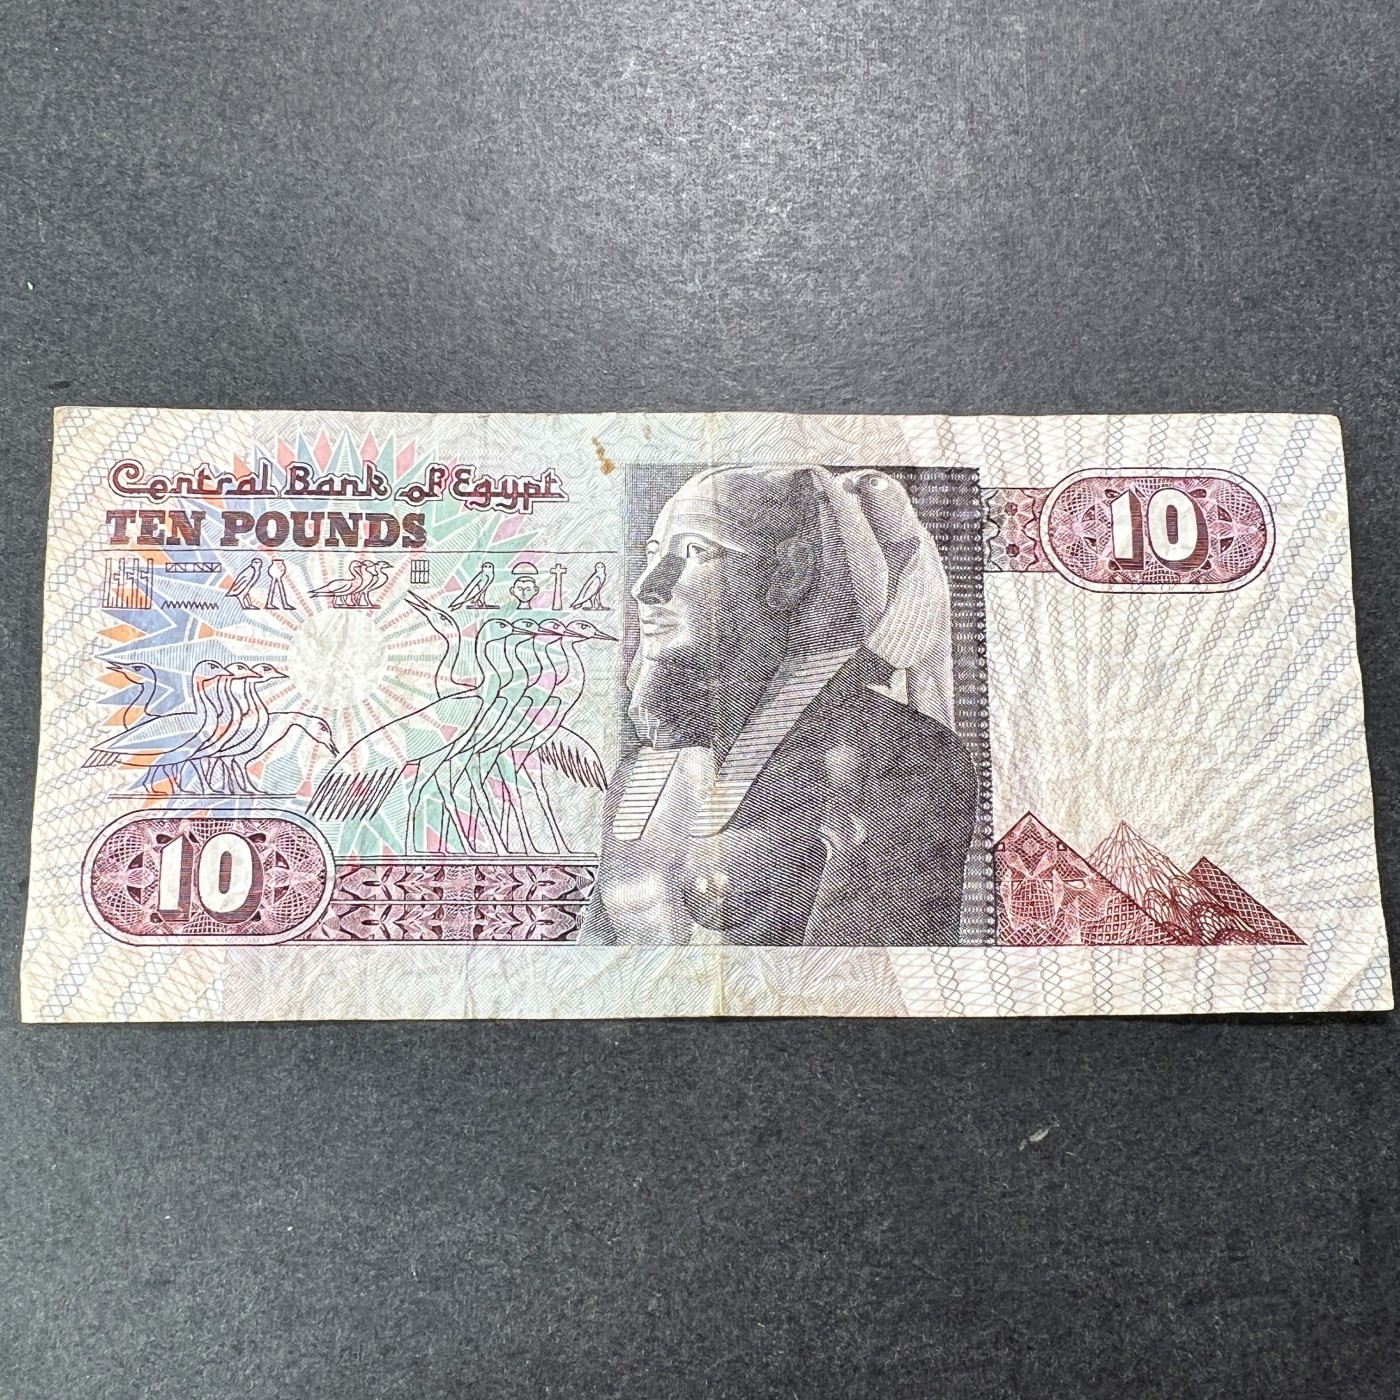 Central Bank of Egypt
TEN POUNDS
10
10